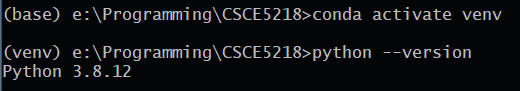 (base) e:\Programming\CSCE5218>conda activate venv
(venv) e:\Programming\CSCE5218>python --version
Python 3.8.12